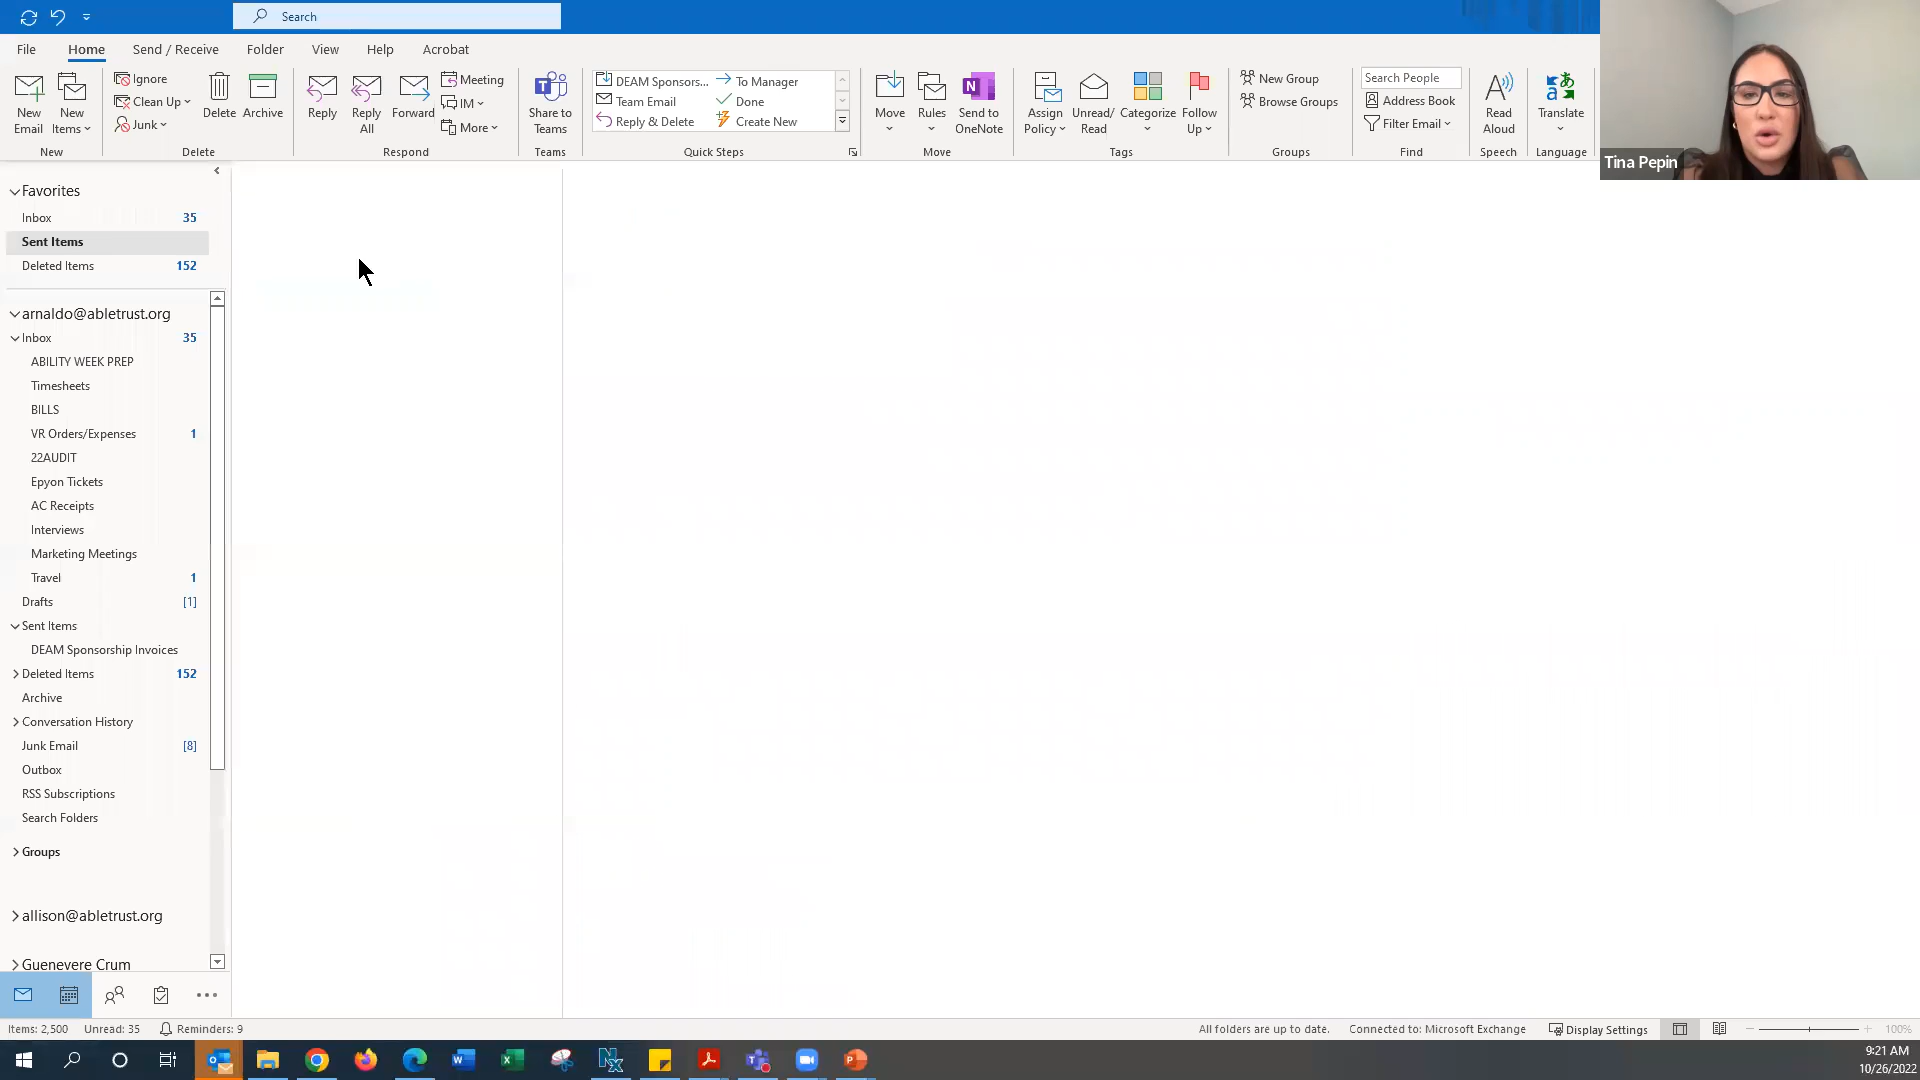 Search
File Home Send / Receive Folder View Help Acrobat
New Email
New Items
Ignore
Clean Up
Junk
Delete
Archive
Reply
Reply All
Forward
Meeting
IM
More
Share to Teams
DEAM Sponsors...
Team Email
Reply & Delete
To Manager
Done
Create New
Move
Rules
Send to OneNote
Assign Policy
Unread/ Read
Categorize
Follow Up
New Group
Browse Groups
Search People
Address Book
Filter Email
Read Aloud
Translate
New
Delete
Respond
Teams
Quick Steps
Move
Tags
Groups
Find
Speech
Language
Tina Pepin
Favorites
Inbox 35
Sent Items
Deleted Items 152
arnaldo@abletrust.org
Inbox 35
ABILITY WEEK PREP
Timesheets
BILLS
VR Orders/Expenses 1
22AUDIT
Epyon Tickets
AC Receipts
Interviews
Marketing Meetings
Travel 1
Drafts [1]
Sent Items
DEAM Sponsorship Invoices
Deleted Items 152
Archive
Conversation History
Junk Email [8]
Outbox
RSS Subscriptions
Search Folders
Groups
allison@abletrust.org
Guenevere Crum
Items: 2,500 Unread: 35 Reminders: 9
All folders are up to date. Connected to: Microsoft Exchange Display Settings 100%
9:21 AM
10/26/2022